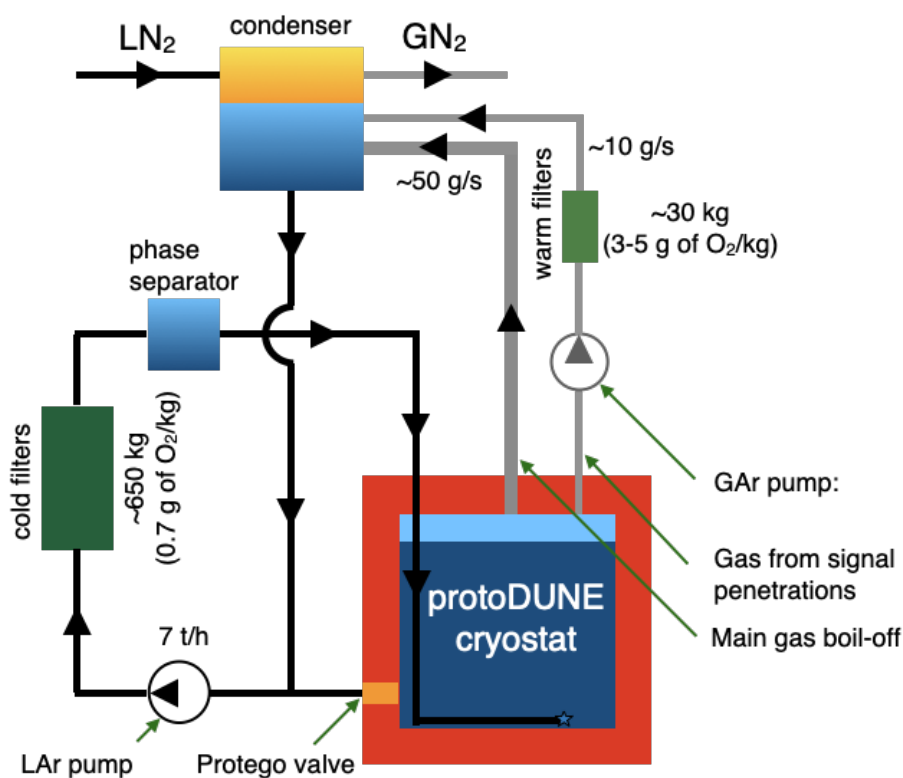 condenser
LN₂
GN₂
~10 g/s
~50 g/s
warm filters
~30 kg
(3-5 g of O₂/kg)
phase
separator
cold filters
~650 kg
(0.7 g of O₂/kg)
GAr pump:
Gas from signal
penetrations
Main gas boil-off
protoDUNE
cryostat
7 t/h
LAr pump
Protego valve